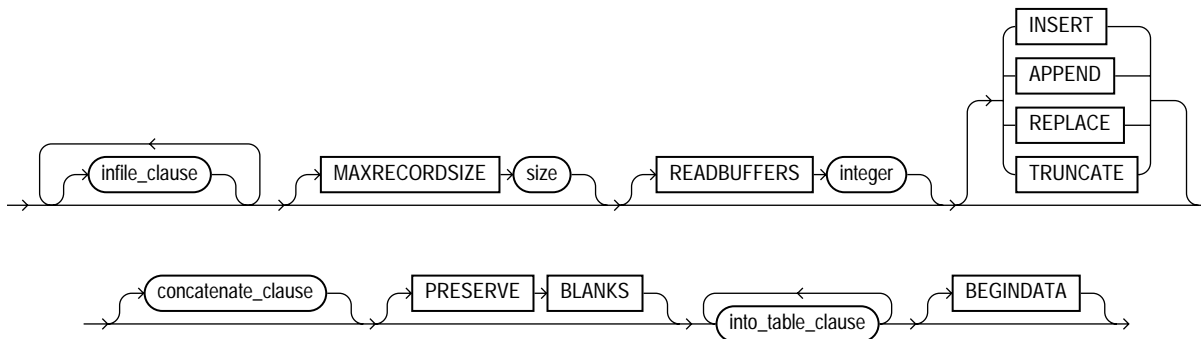 INSERT
APPEND
REPLACE
TRUNCATE
infile_clause MAXRECORDSIZE size READBUFFERS integer
concatenate_clause PRESERVE BLANKS into_table_clause BEGINDATA